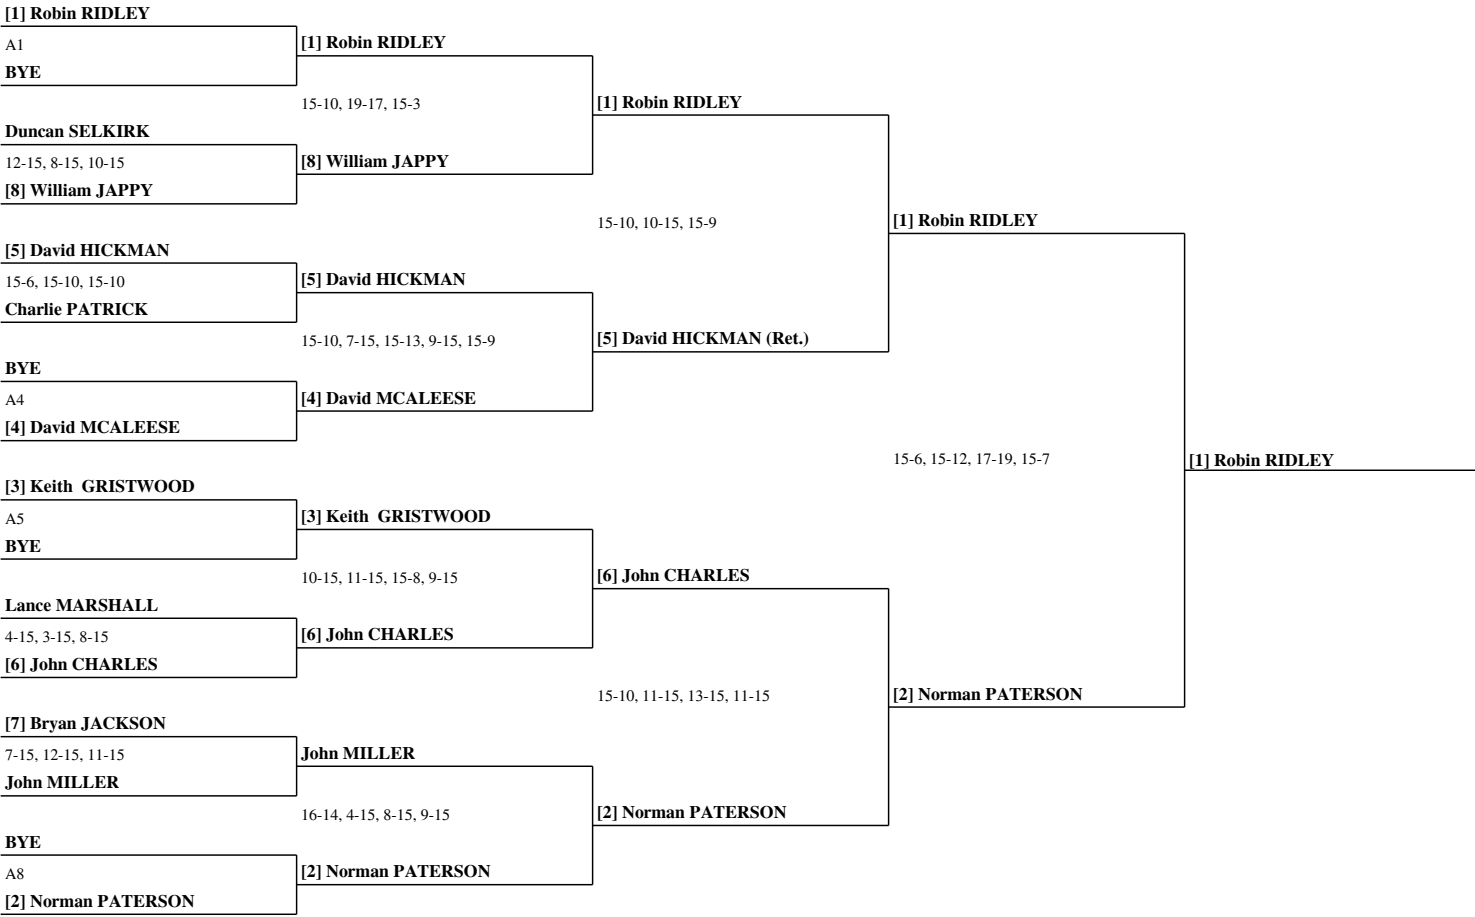 [1] Robin RIDLEY
A1
BYE
Duncan SELKIRK
12-15, 8-15, 10-15
[8] William JAPPY
[5] David HICKMAN
15-6, 15-10, 15-10
Charlie PATRICK
BYE
A4
[4] David MCALEESE
[3] Keith  GRISTWOOD
A5
BYE
Lance MARSHALL
4-15, 3-15, 8-15
[6] John CHARLES
[7] Bryan JACKSON
7-15, 12-15, 11-15
John MILLER
BYE
A8
[2] Norman PATERSON
[1] Robin RIDLEY
15-10, 19-17, 15-3
[8] William JAPPY
[5] David HICKMAN
15-10, 7-15, 15-13, 9-15, 15-9
[4] David MCALEESE
[3] Keith  GRISTWOOD
10-15, 11-15, 15-8, 9-15
[6] John CHARLES
John MILLER
16-14, 4-15, 8-15, 9-15
[2] Norman PATERSON
[1] Robin RIDLEY
15-10, 10-15, 15-9
[5] David HICKMAN (Ret.)
[6] John CHARLES
15-10, 11-15, 13-15, 11-15
[2] Norman PATERSON
[1] Robin RIDLEY
15-6, 15-12, 17-19, 15-7
[2] Norman PATERSON
[1] Robin RIDLEY